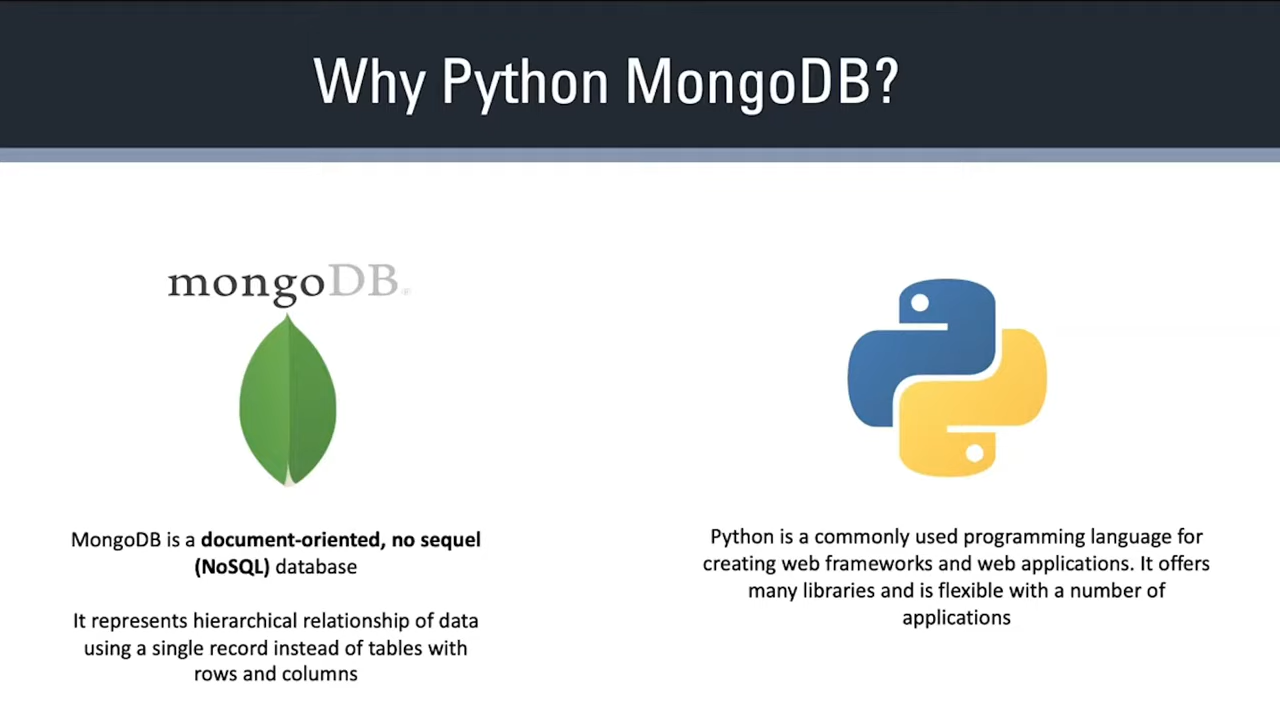 Why Python MongoDB?
mongoDB
MongoDB is a document-oriented, no sequel
(NoSQL) database
It represents hierarchical relationship of data
using a single record instead of tables with
rows and columns
Python is a commonly used programming language for
creating web frameworks and web applications. It offers
many libraries and is flexible with a number of
applications